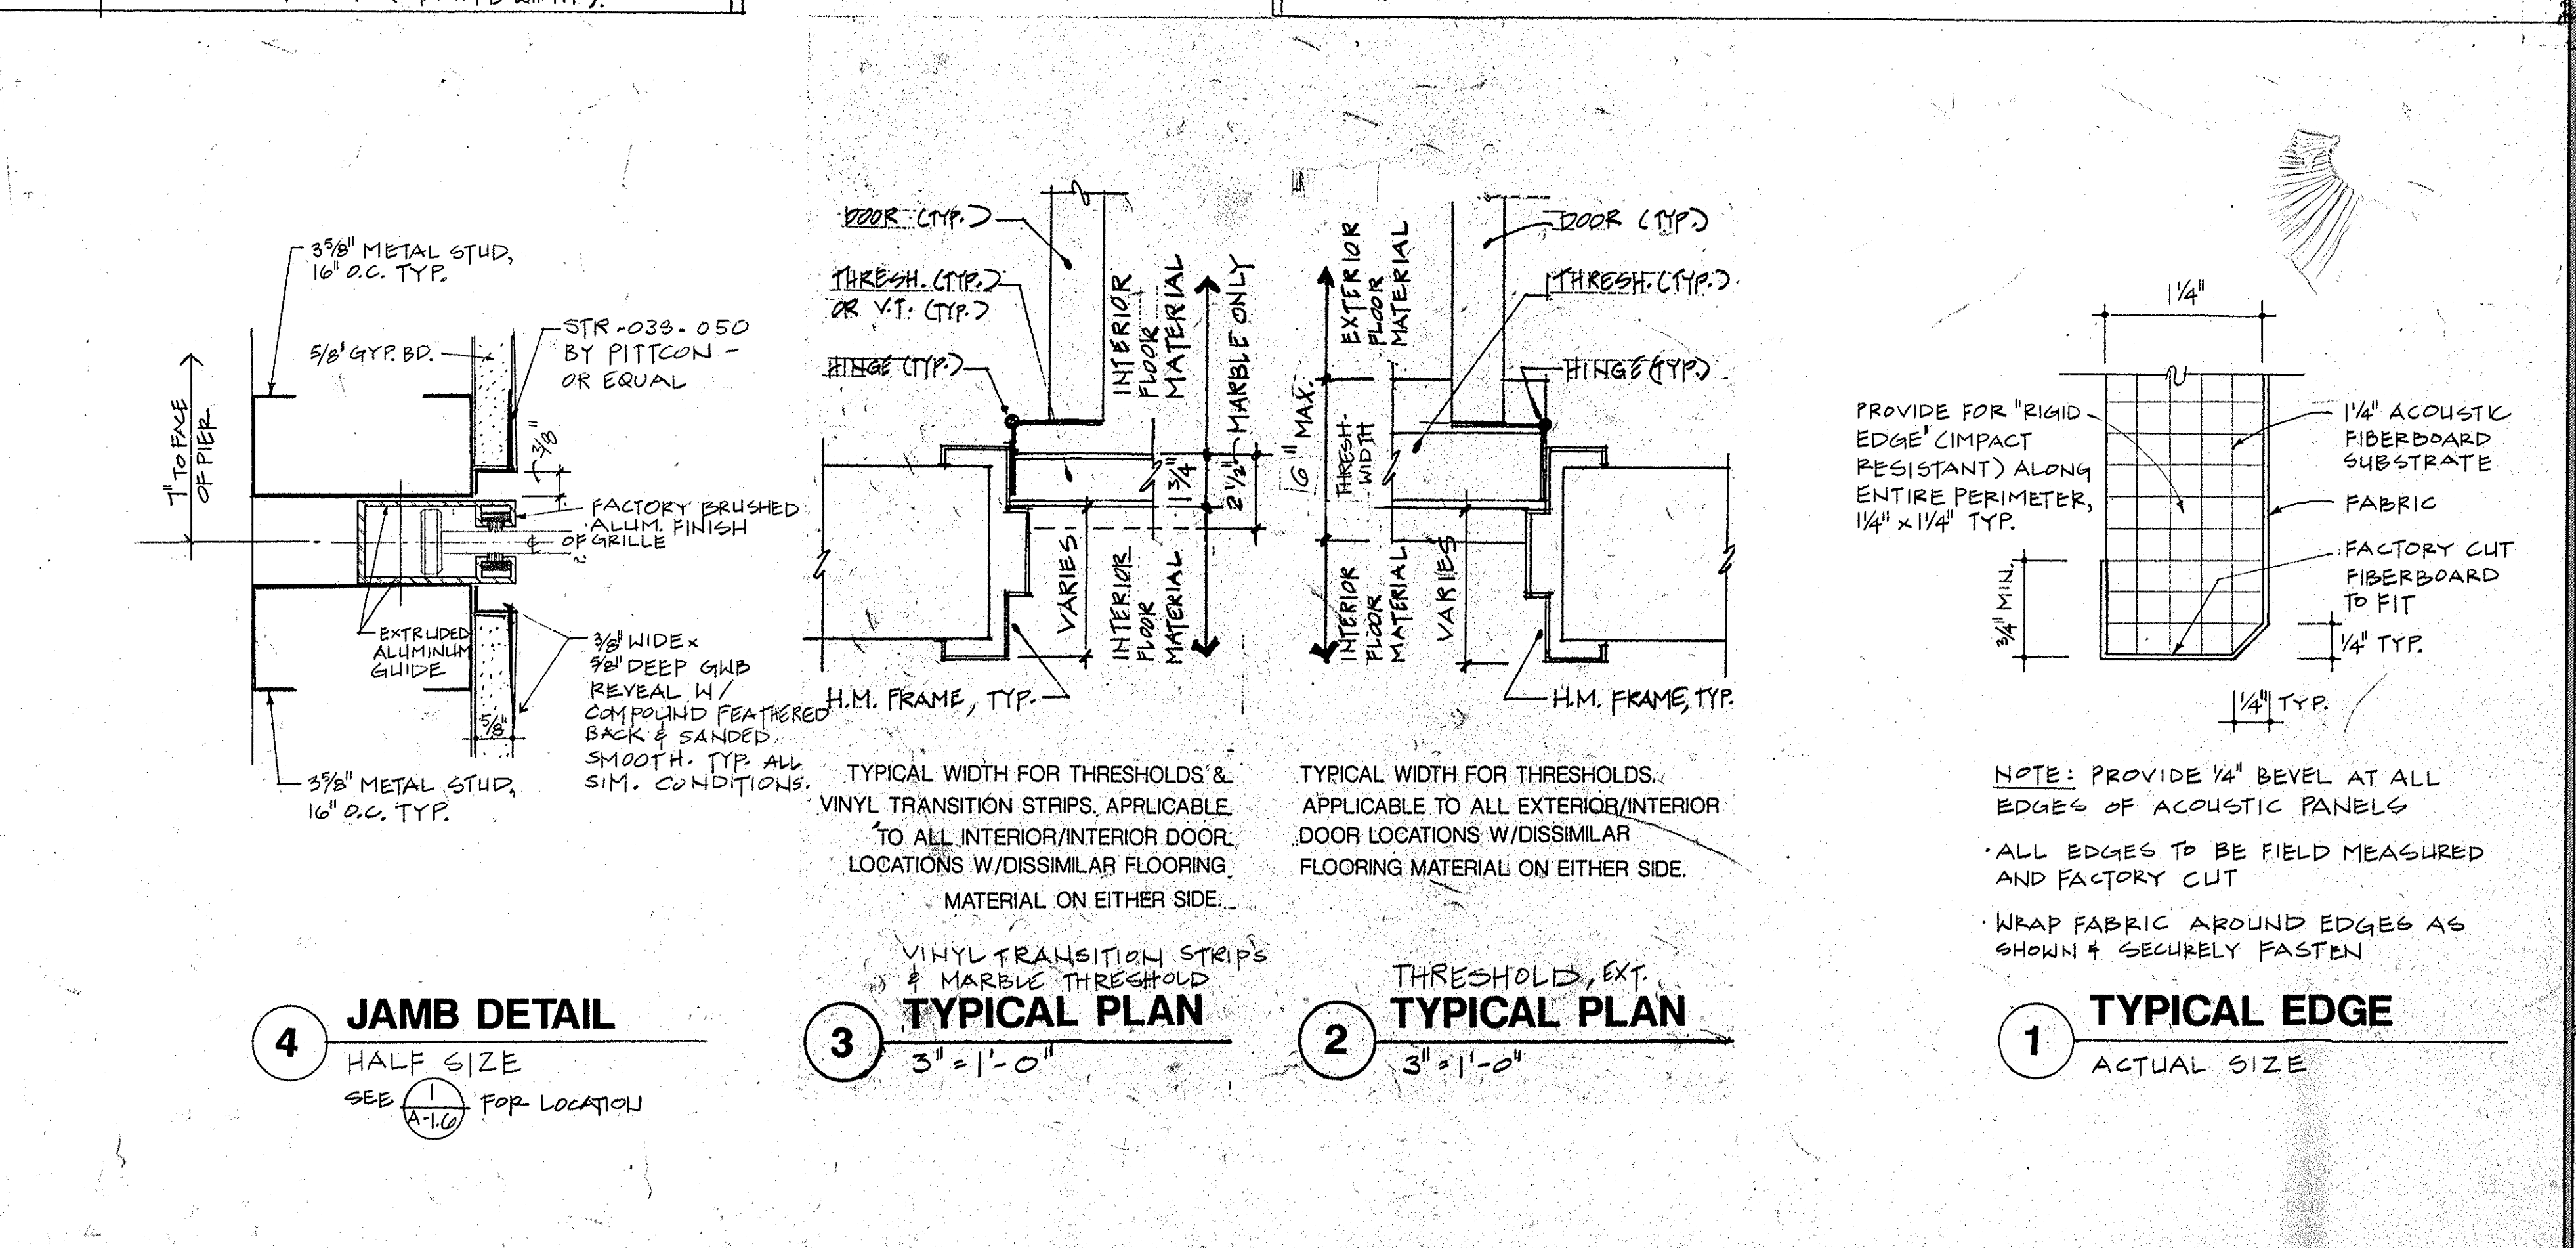 3⅝" METAL STUD,
16" O.C. TYP.
5/8" GYP. BD.
STR-038-050
BY PITTCON -
OR EQUAL
7" TO FACE
OF PIER
3/8"
FACTORY BRUSHED
ALUM. FINISH
℄ OF GRILLE
EXTRUDED
ALUMINUM
GUIDE
3/8" WIDE x
5/8" DEEP GWB
REVEAL W/
COMPOUND FEATHERED
BACK & SANDED
SMOOTH. TYP. ALL
SIM. CONDITIONS.
5/8"
3⅝" METAL STUD,
16" O.C. TYP.
4
JAMB DETAIL
HALF SIZE
SEE 1 FOR LOCATION
A-1.6
DOOR (TYP.)
THRESH. (TYP.)
OR V.T. (TYP.)
HINGE (TYP.)
INTERIOR
FLOOR
MATERIAL
MARBLE ONLY
1 3/4"
2 1/2"
VARIES
INTERIOR
FLOOR
MATERIAL
H.M. FRAME, TYP.
TYPICAL WIDTH FOR THRESHOLDS &
VINYL TRANSITION STRIPS. APPLICABLE
TO ALL INTERIOR/INTERIOR DOOR
LOCATIONS W/DISSIMILAR FLOORING
MATERIAL ON EITHER SIDE.
VINYL TRANSITION STRIPS
& MARBLE THRESHOLD
3
TYPICAL PLAN
3" = 1'-0"
EXTERIOR
FLOOR
MATERIAL
DOOR (TYP.)
THRESH. (TYP.)
HINGE (TYP.)
6" MAX.
THRESH-
WIDTH
INTERIOR
FLOOR
MATERIAL
VARIES
H.M. FRAME, TYP.
TYPICAL WIDTH FOR THRESHOLDS.
APPLICABLE TO ALL EXTERIOR/INTERIOR
DOOR LOCATIONS W/DISSIMILAR
FLOORING MATERIAL ON EITHER SIDE.
THRESHOLD, EXT.
2
TYPICAL PLAN
3" = 1'-0"
1¼"
PROVIDE FOR "RIGID
EDGE" (IMPACT
RESISTANT) ALONG
ENTIRE PERIMETER,
1¼" x 1¼" TYP.
1¼" ACOUSTIC
FIBERBOARD
SUBSTRATE
FABRIC
FACTORY CUT
FIBERBOARD
TO FIT
3/4" MIN.
1/4" TYP.
1/4" TYP.
NOTE: PROVIDE 1/4" BEVEL AT ALL
EDGES OF ACOUSTIC PANELS
· ALL EDGES TO BE FIELD MEASURED
AND FACTORY CUT
· WRAP FABRIC AROUND EDGES AS
SHOWN & SECURELY FASTEN
1
TYPICAL EDGE
ACTUAL SIZE